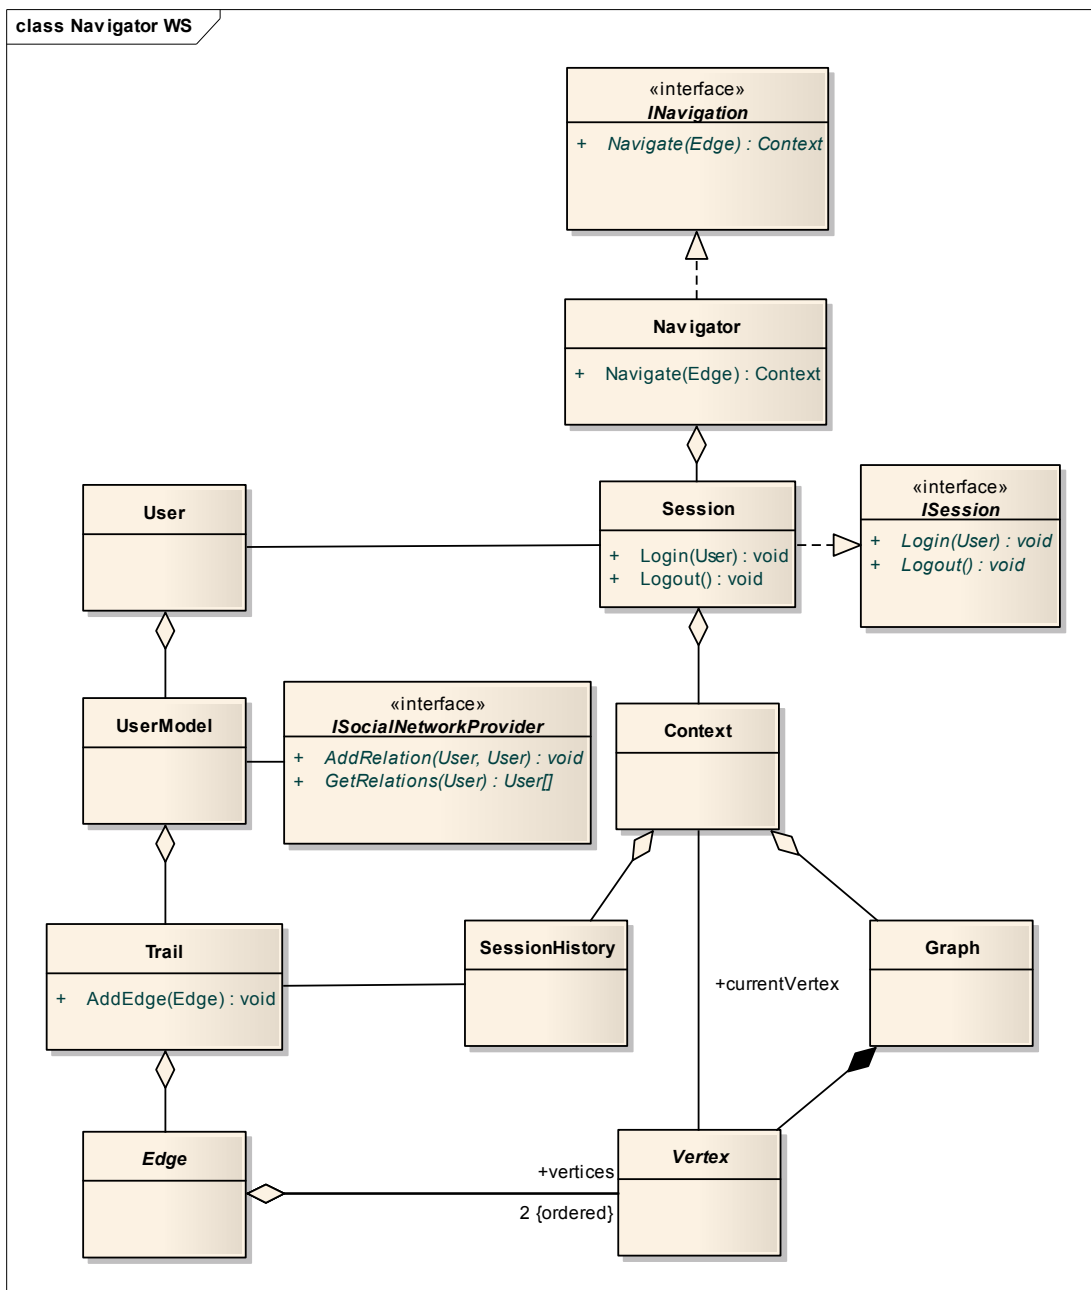 class Navigator WS
«interface»
INavigation
+ Navigate(Edge) : Context
Navigator
+ Navigate(Edge) : Context
User
Session
+ Login(User) : void
+ Logout() : void
«interface»
ISession
+ Login(User) : void
+ Logout() : void
UserModel
«interface»
ISocialNetworkProvider
+ AddRelation(User, User) : void
+ GetRelations(User) : User[]
Context
Trail
+ AddEdge(Edge) : void
SessionHistory
Graph
+currentVertex
Edge
+vertices
2 {ordered}
Vertex